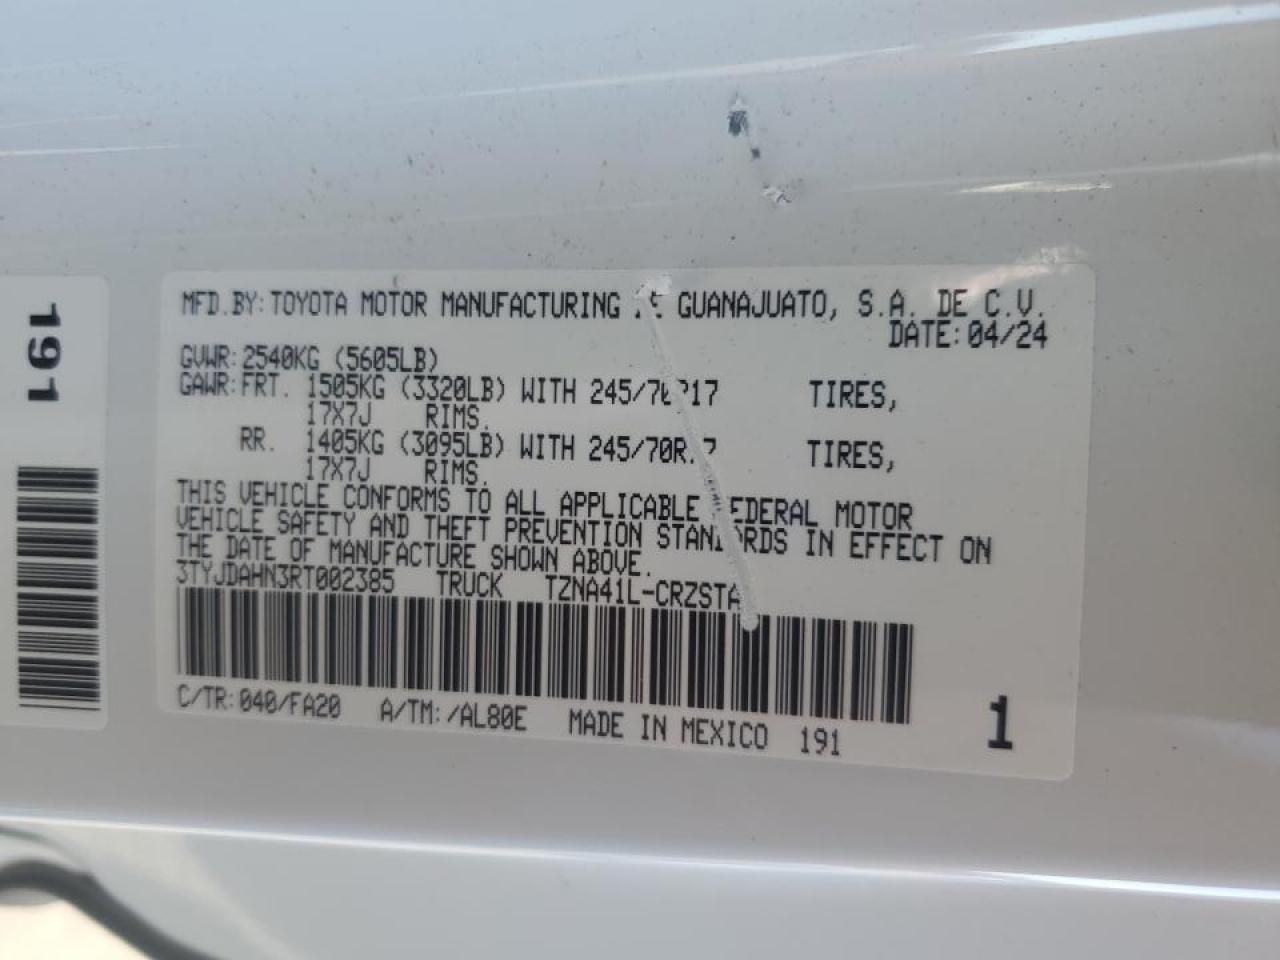 191
MFD.BY: TOYOTA MOTOR MANUFACTURING GUANAJUATO, S.A. DE C.V.
DATE: 04/24
GVWR: 2540KG (5605LB)
GAWR: FRT. 1505KG (3320LB) WITH TIRES,
17X7J RIMS.
RR. 1405KG (3095LB) WITH TIRES,
17X7J RIMS.
THIS VEHICLE CONFORMS TO ALL APPLICABLE FEDERAL MOTOR
VEHICLE SAFETY AND THEFT PREVENTION STANDARDS IN EFFECT ON
THE DATE OF MANUFACTURE SHOWN ABOVE.
3TYJDAHN3RT002385 TRUCK TZNA41L-CRZSTA
C/TR: 040/FA20 A/TM: /AL80E MADE IN MEXICO 191
1